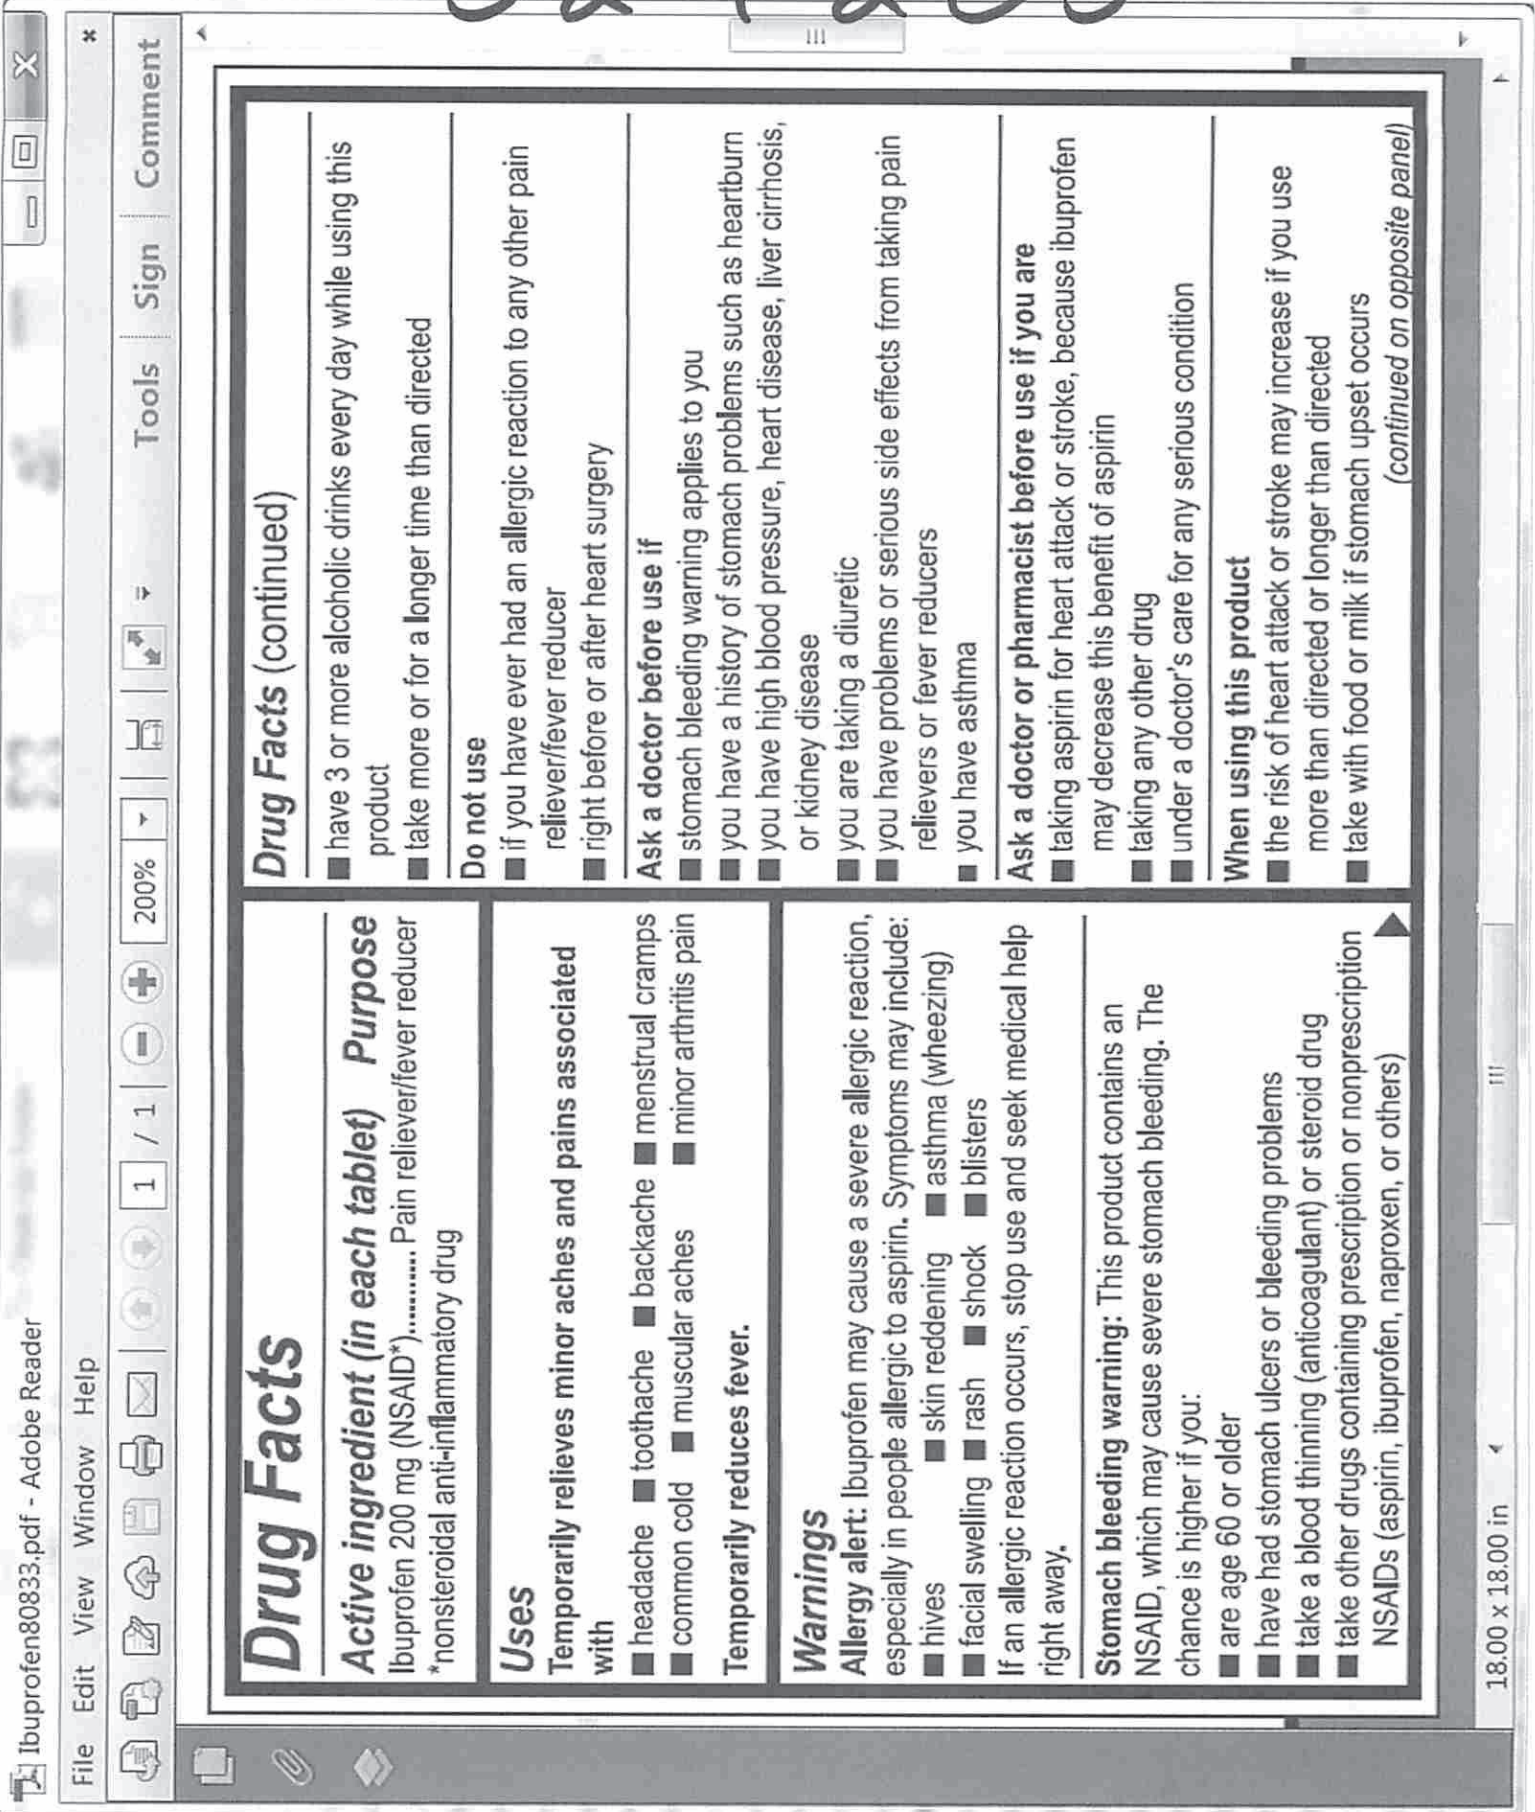 Ibuprofen80833.pdf - Adobe Reader
File Edit View Window Help
1 / 1 200% Tools Sign Comment
Drug Facts
Active ingredient (in each tablet) Purpose
Ibuprofen 200 mg (NSAID*).......... Pain reliever/fever reducer
*nonsteroidal anti-inflammatory drug
Uses
Temporarily relieves minor aches and pains associated
with
■ headache ■ toothache ■ backache ■ menstrual cramps
■ common cold ■ muscular aches ■ minor arthritis pain
Temporarily reduces fever.
Warnings
Allergy alert: Ibuprofen may cause a severe allergic reaction,
especially in people allergic to aspirin. Symptoms may include:
■ hives ■ skin reddening ■ asthma (wheezing)
■ facial swelling ■ rash ■ shock ■ blisters
If an allergic reaction occurs, stop use and seek medical help
right away.
Stomach bleeding warning: This product contains an
NSAID, which may cause severe stomach bleeding. The
chance is higher if you:
■ are age 60 or older
■ have had stomach ulcers or bleeding problems
■ take a blood thinning (anticoagulant) or steroid drug
■ take other drugs containing prescription or nonprescription
NSAIDs (aspirin, ibuprofen, naproxen, or others)
Drug Facts (continued)
■ have 3 or more alcoholic drinks every day while using this
product
■ take more or for a longer time than directed
Do not use
■ if you have ever had an allergic reaction to any other pain
reliever/fever reducer
■ right before or after heart surgery
Ask a doctor before use if
■ stomach bleeding warning applies to you
■ you have a history of stomach problems such as heartburn
■ you have high blood pressure, heart disease, liver cirrhosis,
or kidney disease
■ you are taking a diuretic
■ you have problems or serious side effects from taking pain
relievers or fever reducers
■ you have asthma
Ask a doctor or pharmacist before use if you are
■ taking aspirin for heart attack or stroke, because ibuprofen
may decrease this benefit of aspirin
■ taking any other drug
■ under a doctor's care for any serious condition
When using this product
■ the risk of heart attack or stroke may increase if you use
more than directed or longer than directed
■ take with food or milk if stomach upset occurs
(continued on opposite panel)
18.00 x 18.00 in